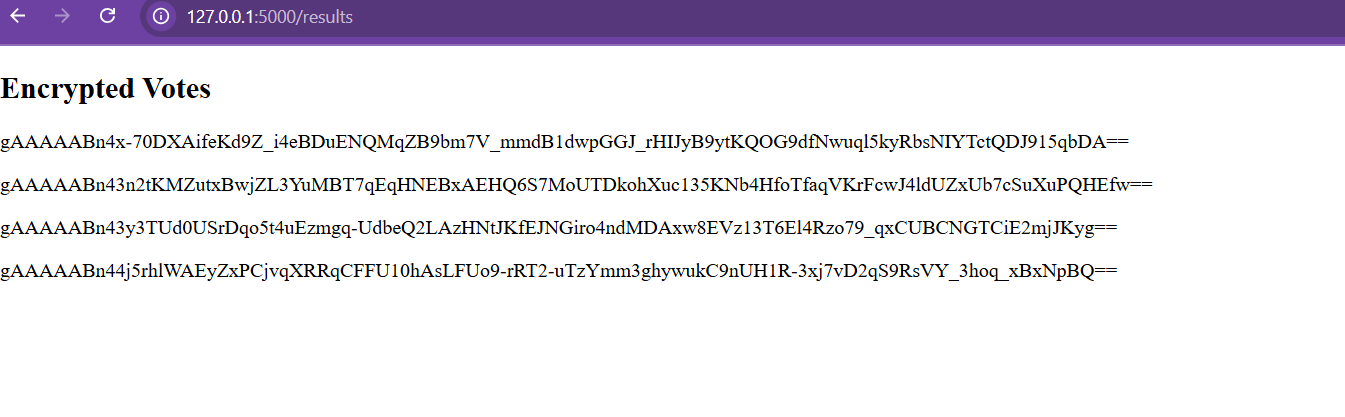 127.0.0.1:5000/results
Encrypted Votes
gAAAAABn4x-70DXAifeKd9Z_i4eBDuENQMqZB9bm7V_mmdB1dwpGGJ_rHIJyB9ytKQOG9dfNwuql5kyRbsNIYTctQDJ915qbDA==
gAAAAABn43n2tKMZutxBwjZL3YuMBT7qEqHNEBxAEHQ6S7MoUTDkohXuc135KNb4HfoTfaqVKrFcwJ4ldUZxUb7cSuXuPQHEfw==
gAAAAABn43y3TUd0USrDqo5t4uEzmgq-UdbeQ2LAzHNtJKfEJNGiro4ndMDAxw8EVz13T6El4Rzo79_qxCUBCNGTCiE2mjJKyg==
gAAAAABn44j5rhlWAEyZxPCjvqXRRqCFFU10hAsLFUo9-rRT2-uTzYmm3ghywukC9nUH1R-3xj7vD2qS9RsVY_3hoq_xBxNpBQ==